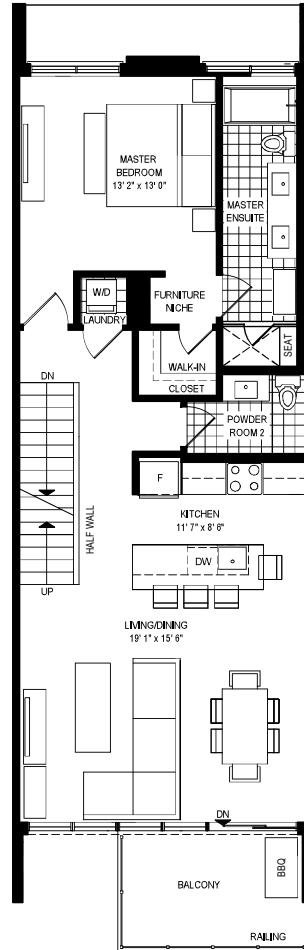 MASTER
BEDROOM
13' 2" x 13' 0"
MASTER
ENSUITE
W/D
LAUNDRY
FURNITURE
NICHE
SEAT
WALK-IN
CLOSET
DN
POWDER
ROOM 2
F
KITCHEN
11' 7" x 8' 6"
HALF WALL
DW
UP
LIVING/DINING
19' 1" x 15' 6"
DN
BBQ
BALCONY
RAILING